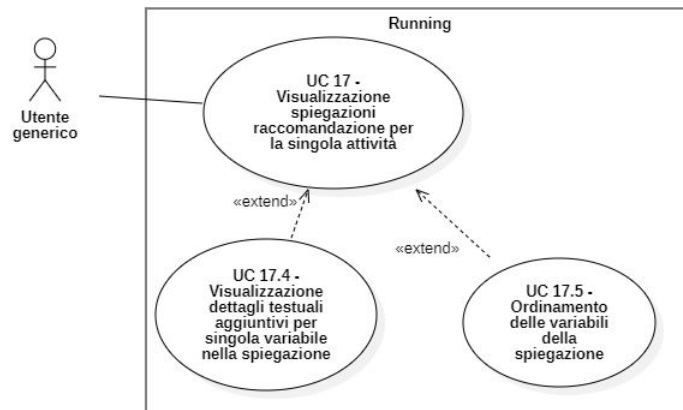 Running
UC 17 -
Visualizzazione
spiegazioni
raccomandazione per
la singola attività
Utente
generico
«extend»
«extend»
UC 17.4 -
Visualizzazione
dettagli testuali
aggiuntivi per
singola variabile
nella spiegazione
UC 17.5 -
Ordinamento
delle variabili
della
spiegazione